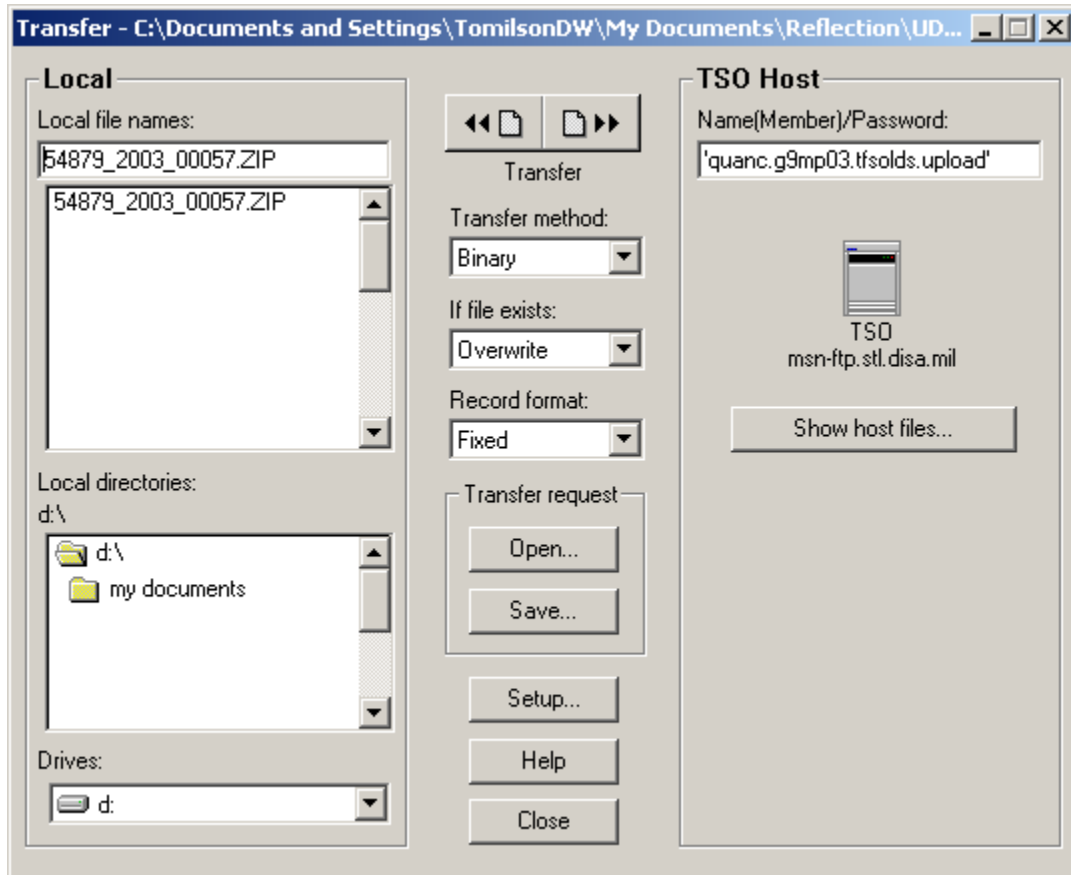 Transfer - C:\Documents and Settings\TomilsonDW\My Documents\Reflection\UD...
Local
Local file names:
54879_2003_00057.ZIP
54879_2003_00057.ZIP
Local directories:
d:\
d:\
my documents
Drives:
d:
Transfer
Transfer method:
Binary
If file exists:
Overwrite
Record format:
Fixed
Transfer request
Open...
Save...
Setup...
Help
Close
TSO Host
Name(Member)/Password:
'quanc.g9mp03.tfsolds.upload'
TSO
msn-ftp.stl.disa.mil
Show host files...